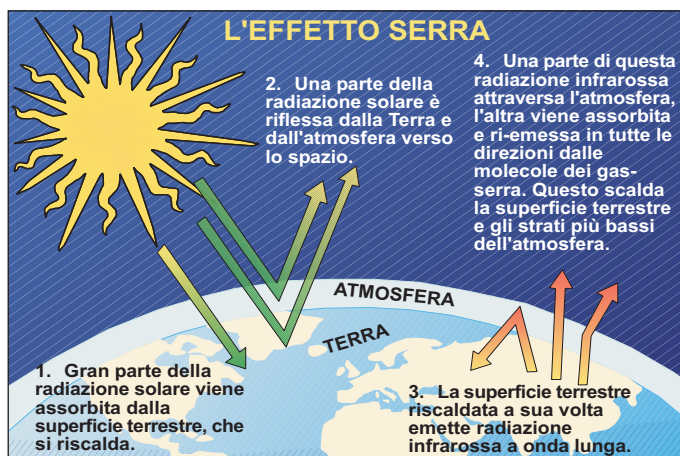 L'EFFETTO SERRA
1. Gran parte della
radiazione solare viene
assorbita dalla
superficie terrestre, che
si riscalda.
2. Una parte della
radiazione solare è
riflessa dalla Terra e
dall'atmosfera verso
lo spazio.
ATMOSFERA
TERRA
3. La superficie terrestre
riscaldata a sua volta
emette radiazione
infrarossa a onda lunga.
4. Una parte di questa
radiazione infrarossa
attraversa l'atmosfera,
l'altra viene assorbita
e ri-emessa in tutte le
direzioni dalle
molecole dei gas-
serra. Questo scalda
la superficie terrestre
e gli strati più bassi
dell'atmosfera.